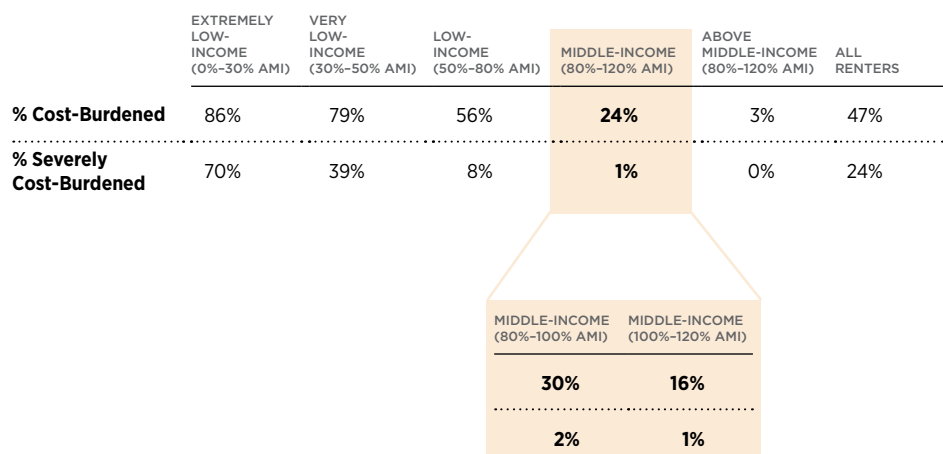 EXTREMELY LOW-INCOME (0%–30% AMI)
VERY LOW-INCOME (30%–50% AMI)
LOW-INCOME (50%–80% AMI)
MIDDLE-INCOME (80%–120% AMI)
ABOVE MIDDLE-INCOME (80%–120% AMI)
ALL RENTERS
% Cost-Burdened 86% 79% 56% 24% 3% 47%
% Severely Cost-Burdened 70% 39% 8% 1% 0% 24%
MIDDLE-INCOME (80%–100% AMI)
MIDDLE-INCOME (100%–120% AMI)
30% 16%
2% 1%